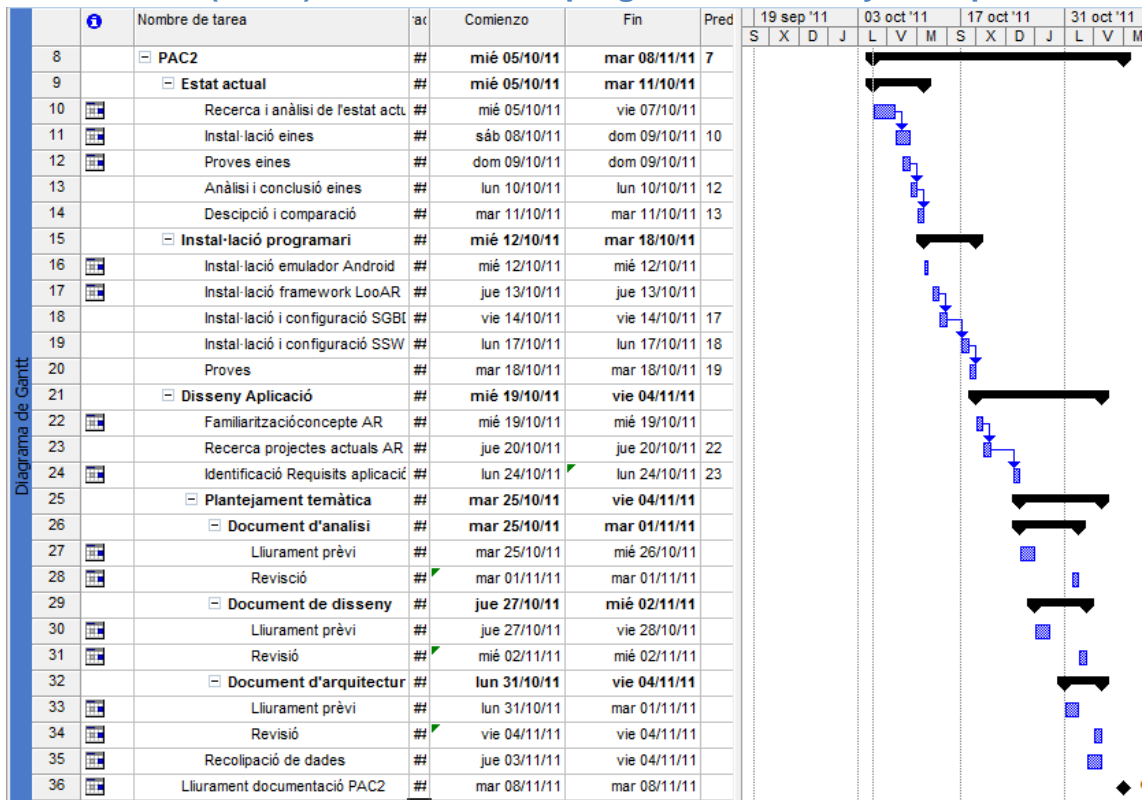 Nombre de tarea Comienzo Fin Pred 19 sep '11 03 oct '11 17 oct '11 31 oct '11
S X D J L V M S X D J L V M
8 PAC2 ## mié 05/10/11 mar 08/11/11 7
9 Estat actual ## mié 05/10/11 mar 11/10/11
10 Recerca i anàlisi de l'estat actu ## mié 05/10/11 vie 07/10/11
11 Instal·lació eines ## sáb 08/10/11 dom 09/10/11 10
12 Proves eines ## dom 09/10/11 dom 09/10/11
13 Anàlisi i conclusió eines ## lun 10/10/11 lun 10/10/11 12
14 Descipció i comparació ## mar 11/10/11 mar 11/10/11 13
15 Instal·lació programari ## mié 12/10/11 mar 18/10/11
16 Instal·lació emulador Android ## mié 12/10/11 mié 12/10/11
17 Instal·lació framework LooAR ## jue 13/10/11 jue 13/10/11
18 Instal·lació i configuració SGBD ## vie 14/10/11 vie 14/10/11 17
19 Instal·lació i configuració SSW ## lun 17/10/11 lun 17/10/11 18
20 Proves ## mar 18/10/11 mar 18/10/11 19
21 Disseny Aplicació ## mié 19/10/11 vie 04/11/11
22 Familiaritzacióconcepte AR ## mié 19/10/11 mié 19/10/11
23 Recerca projectes actuals AR ## jue 20/10/11 jue 20/10/11 22
24 Identificació Requisits aplicació ## lun 24/10/11 lun 24/10/11 23
25 Plantejament temàtica ## mar 25/10/11 vie 04/11/11
26 Document d'analisi ## mar 25/10/11 mar 01/11/11
27 Lliurament prèvi ## mar 25/10/11 mié 26/10/11
28 Reviscció ## mar 01/11/11 mar 01/11/11
29 Document de disseny ## jue 27/10/11 mié 02/11/11
30 Lliurament prèvi ## jue 27/10/11 vie 28/10/11
31 Revisió ## mié 02/11/11 mié 02/11/11
32 Document d'arquitectur ## lun 31/10/11 vie 04/11/11
33 Lliurament prèvi ## lun 31/10/11 mar 01/11/11
34 Revisió ## vie 04/11/11 vie 04/11/11
35 Recolipació de dades ## jue 03/11/11 vie 04/11/11
36 Lliurament documentació PAC2 ## mar 08/11/11 mar 08/11/11
Diagrama de Gantt